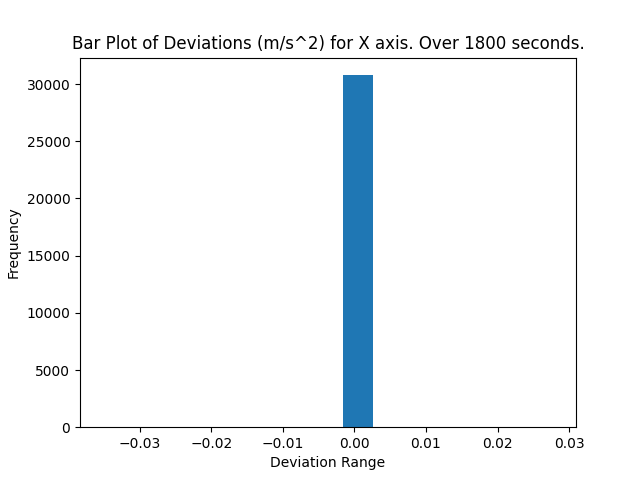 Bar Plot of Deviations (m/s^2) for X axis. Over 1800 seconds.
30000
25000
20000
15000
10000
5000
0
Frequency
−0.03 −0.02 −0.01 0.00 0.01 0.02 0.03
Deviation Range